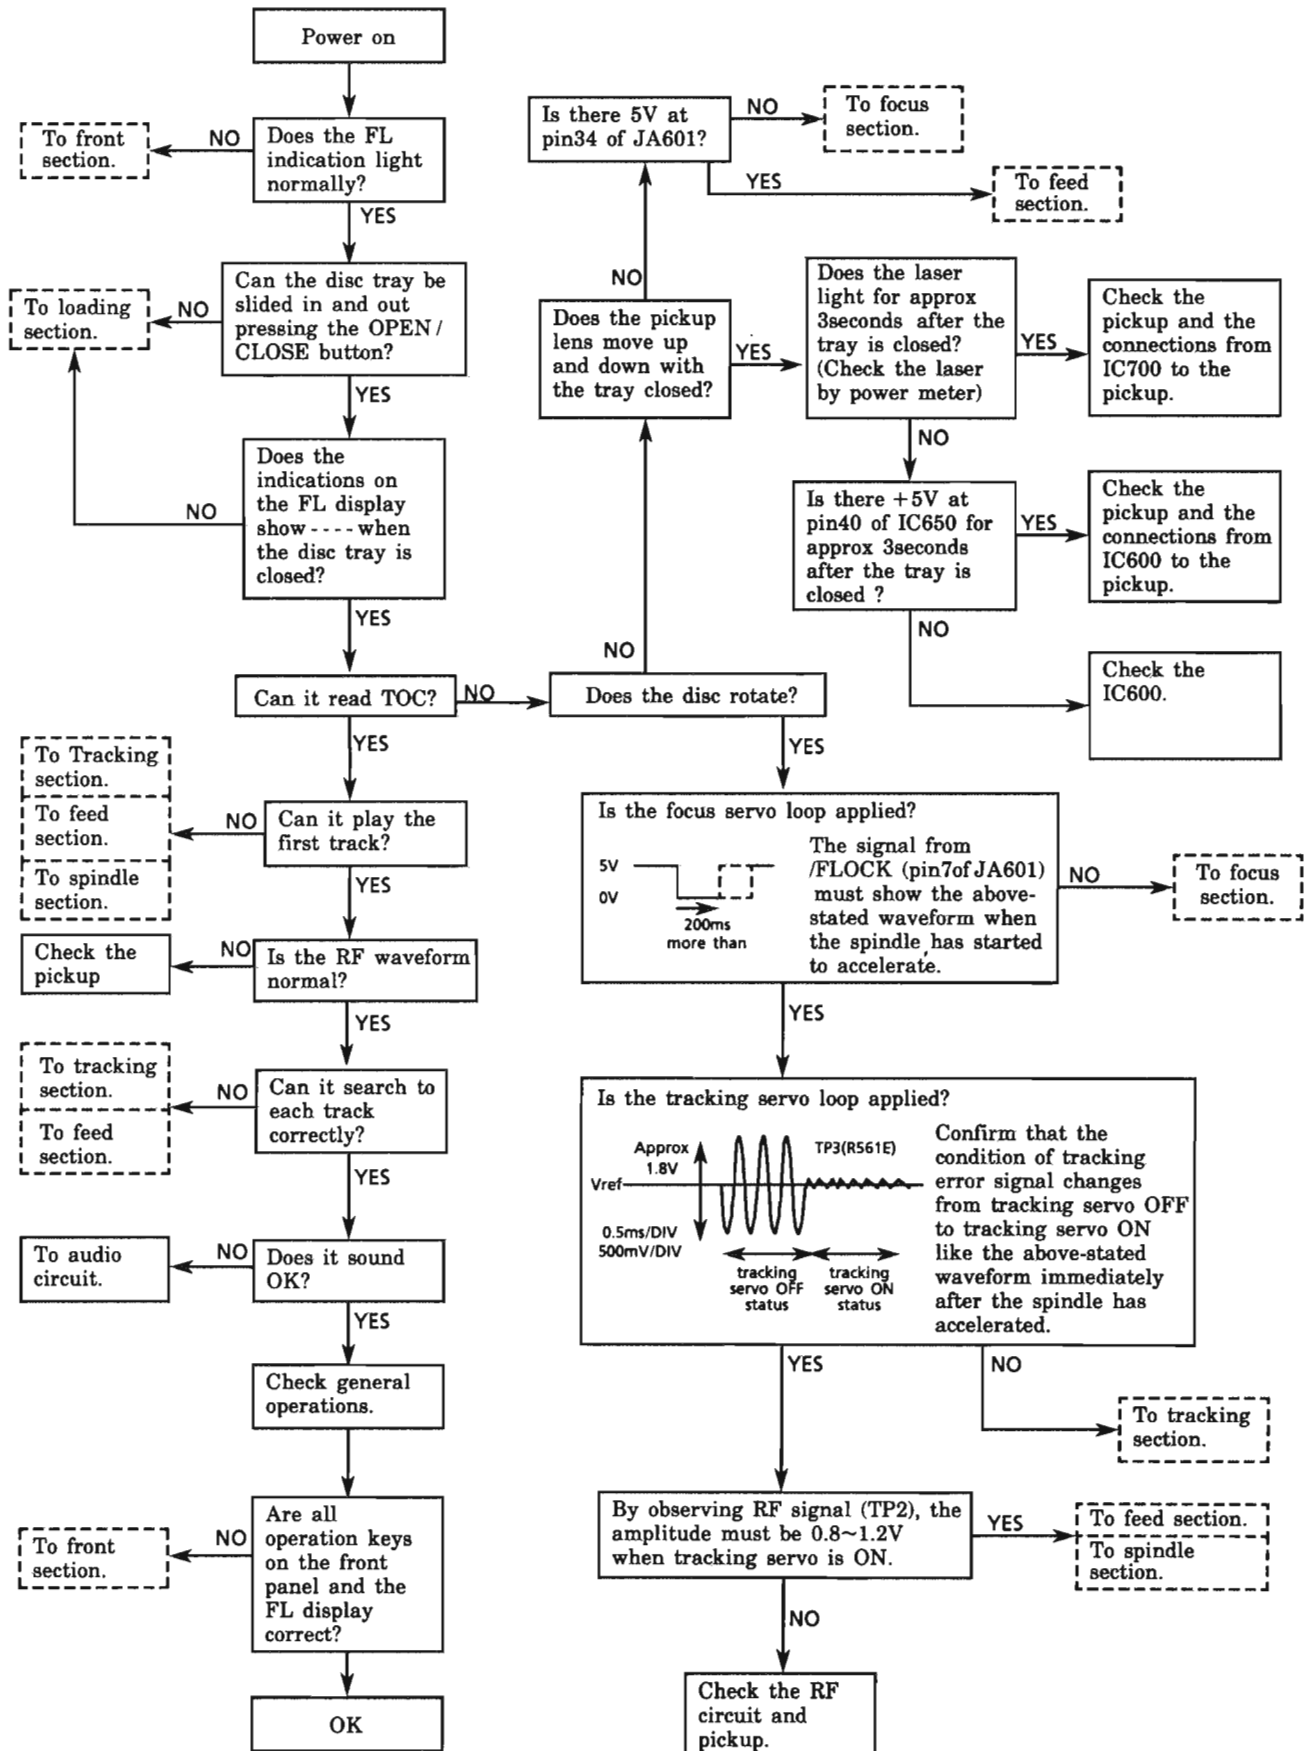 Power on
Does the FL
indication light
normally?
NO
To front
section.
YES
Can the disc tray be
slided in and out
pressing the OPEN /
CLOSE button?
NO
To loading
section.
YES
Does the
indications on
the FL display
show - - - - when
the disc tray is
closed?
NO
YES
Can it read TOC?
NO
YES
Can it play the
first track?
NO
To Tracking
section.
To feed
section.
To spindle
section.
YES
Is the RF waveform
normal?
NO
Check the
pickup
YES
Can it search to
each track
correctly?
NO
To tracking
section.
To feed
section.
YES
Does it sound
OK?
NO
To audio
circuit.
YES
Check general
operations.
Are all
operation keys
on the front
panel and the
FL display
correct?
NO
To front
section.
OK
Is there 5V at
pin34 of JA601?
NO
To focus
section.
YES
To feed
section.
NO
Does the pickup
lens move up
and down with
the tray closed?
YES
Does the laser
light for approx
3seconds after the
tray is closed?
(Check the laser
by power meter)
YES
Check the
pickup and the
connections from
IC700 to the
pickup.
NO
Is there +5V at
pin40 of IC650 for
approx 3seconds
after the tray is
closed ?
YES
Check the
pickup and the
connections from
IC600 to the
pickup.
NO
Check the
IC600.
NO
Does the disc rotate?
YES
Is the focus servo loop applied?
5V
0V
200ms
more than
The signal from
/FLOCK (pin7of JA601)
must show the above-
stated waveform when
the spindle has started
to accelerate.
NO
To focus
section.
YES
Is the tracking servo loop applied?
Approx
1.8V
TP3(R561E)
Vref
0.5ms/DIV
500mV/DIV
tracking
servo OFF
status
tracking
servo ON
status
Confirm that the
condition of tracking
error signal changes
from tracking servo OFF
to tracking servo ON
like the above-stated
waveform immediately
after the spindle has
accelerated.
YES
NO
To tracking
section.
By observing RF signal (TP2), the
amplitude must be 0.8~1.2V
when tracking servo is ON.
YES
To feed section.
To spindle
section.
NO
Check the RF
circuit and
pickup.